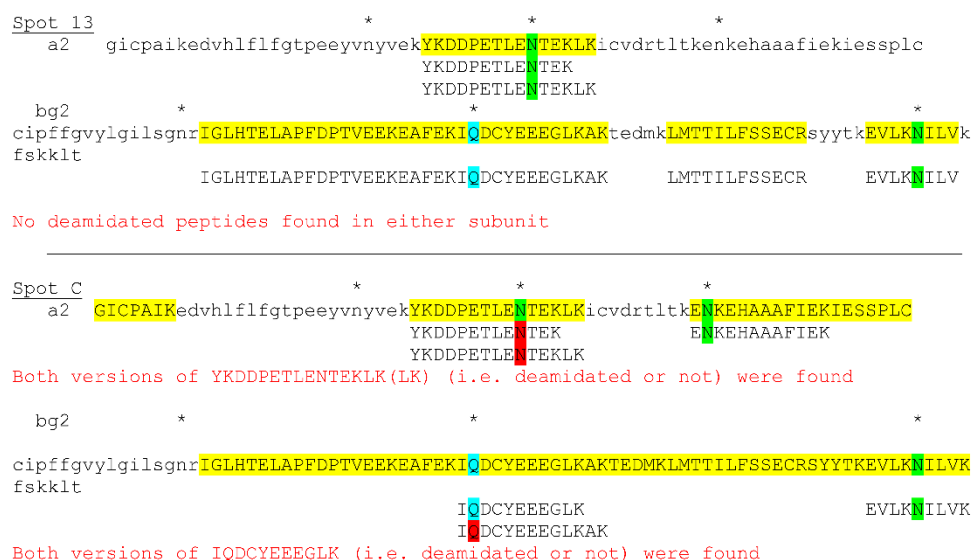 Spot 13
* * *
a2 gicpaikedvhlflfgtpeeyvnyvekYKDDPETLENTEKLKicvdrtltkenkehaaafiekiessplc
YKDDPETLENTEK
YKDDPETLENTEKLK
* * *
bg2
cipffgvylgilsgnrIGLHTELAPFDPTVEEKEAFEKIQDCYEEEGLKAKtedmkLMTTILFSSECRsyytkEVLKNILVk
fskklt
IGLHTELAPFDPTVEEKEAFEKIQDCYEEEGLKAK LMTTILFSSECR EVLKNILV
No deamidated peptides found in either subunit
Spot C
* *
a2 GICPAIKedvhlflfgtpeeyvnyvekYKDDPETLENTEKLKicvdrtltkENKEHAAAFIEKIESSPLC
YKDDPETLENTEK ENKEHAAAFIEK
YKDDPETLENTEKLK
Both versions of YKDDPETLENTEKLK(LK) (i.e. deamidated or not) were found
bg2 * * *
cipffgvylgilsgnrIGLHTELAPFDPTVEEKEAFEKIQDCYEEEGLKAKTEDMKLMTTILFSSECRSYYTKEVLKNILVK
fskklt
IQDCYEEEGLK EVLKNILVK
IQDCYEEEGLKAK
Both versions of IQDCYEEEGLK (i.e. deamidated or not) were found